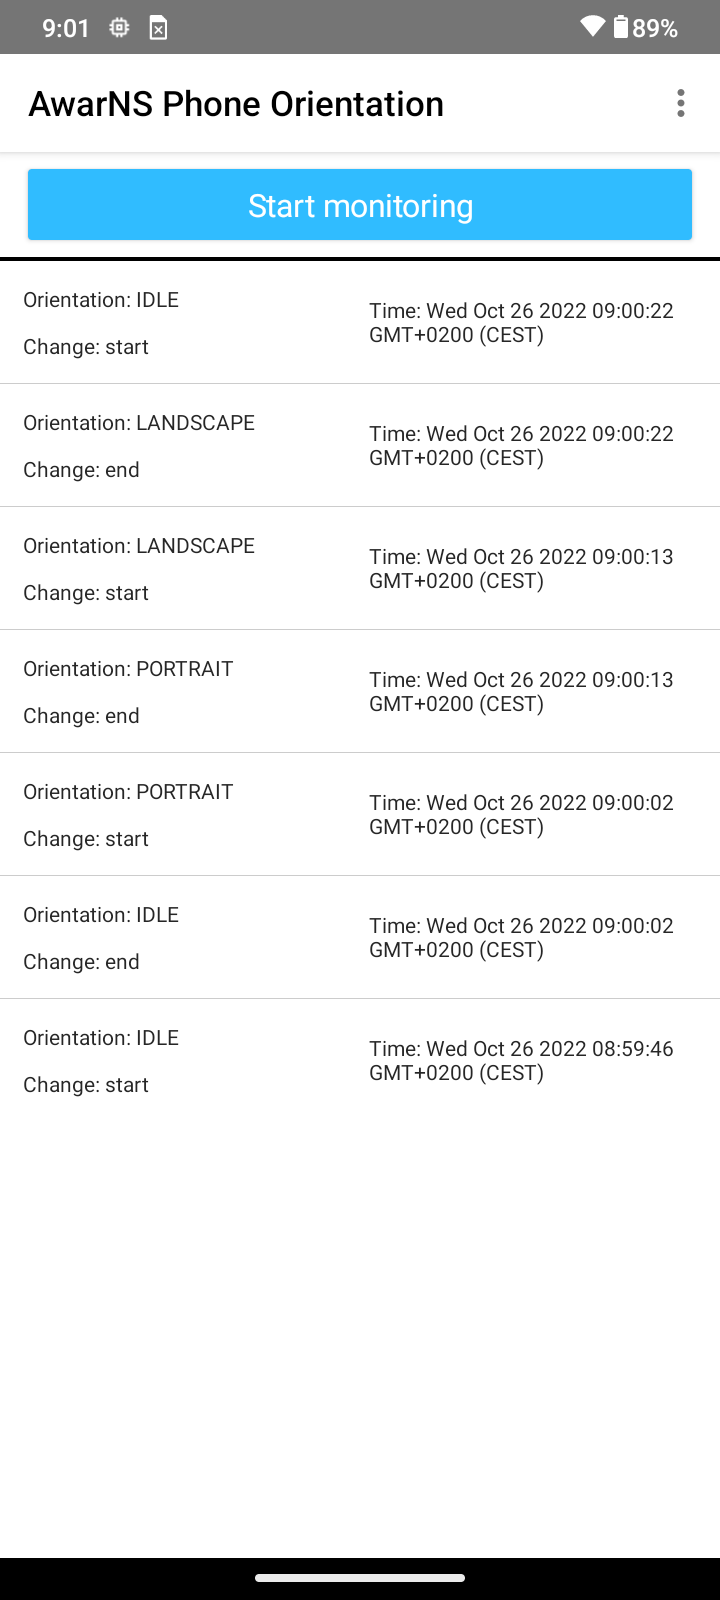 9:01
89%
AwarNS Phone Orientation
Start monitoring
Orientation: IDLE
Change: start
Time: Wed Oct 26 2022 09:00:22
GMT+0200 (CEST)
Orientation: LANDSCAPE
Change: end
Time: Wed Oct 26 2022 09:00:22
GMT+0200 (CEST)
Orientation: LANDSCAPE
Change: start
Time: Wed Oct 26 2022 09:00:13
GMT+0200 (CEST)
Orientation: PORTRAIT
Change: end
Time: Wed Oct 26 2022 09:00:13
GMT+0200 (CEST)
Orientation: PORTRAIT
Change: start
Time: Wed Oct 26 2022 09:00:02
GMT+0200 (CEST)
Orientation: IDLE
Change: end
Time: Wed Oct 26 2022 09:00:02
GMT+0200 (CEST)
Orientation: IDLE
Change: start
Time: Wed Oct 26 2022 08:59:46
GMT+0200 (CEST)